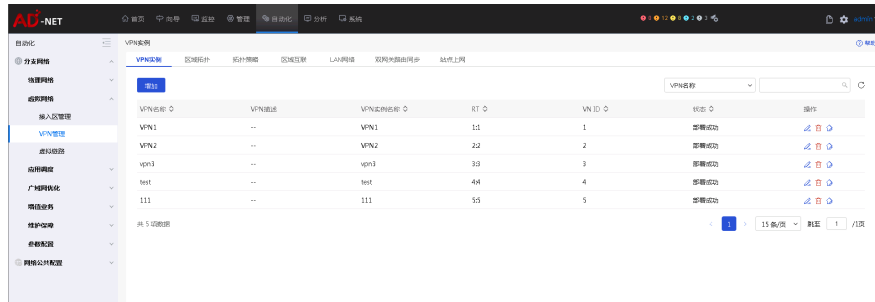 AD-NET 首页 向导 监控 管理 自动化 分析 系统 admin
自动化
VPN实例
帮助
分支网络
物理网络
虚拟网络
接入区管理
VPN管理
虚拟链路
应用调度
广域网优化
增值业务
维护保障
参数配置
网络公共配置
VPN实例 区域拓扑 拓扑策略 区域互联 LAN网络 双网关路由同步 站点上网
增加 VPN名称
VPN名称 VPN描述 VPN实例名称 RT VN ID 状态 操作
VPN1 -- VPN1 1:1 1 部署成功
VPN2 -- VPN2 2:2 2 部署成功
vpn3 -- vpn3 3:3 3 部署成功
test -- test 4:4 4 部署成功
111 -- 111 5:5 5 部署成功
共 5 项数据 1 15 条/页 跳至 1 /1页